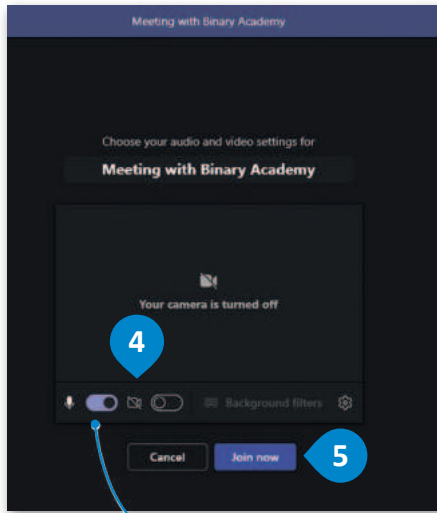 Meeting with Binary Academy
Choose your audio and video settings for
Meeting with Binary Academy
Your camera is turned off
4
Background filters
Cancel
Join now
5